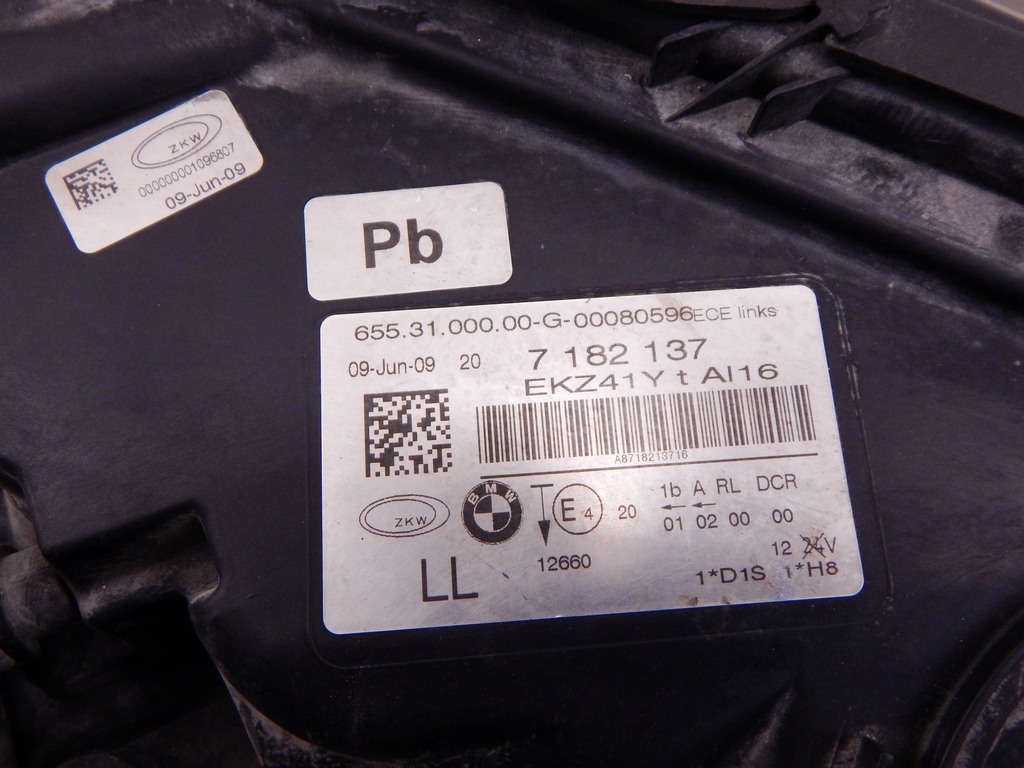 ZKW
00000001096807
09-Jun-09
Pb
655.31.000.00-G-00080596 ECE links
09-Jun-09 20 7 182 137
EKZ41Y t AI16
A8718213716
ZKW BMW E4 20 1b A RL DCR
01 02 00 00
12660 12 24V
LL 1*D1S 1*H8